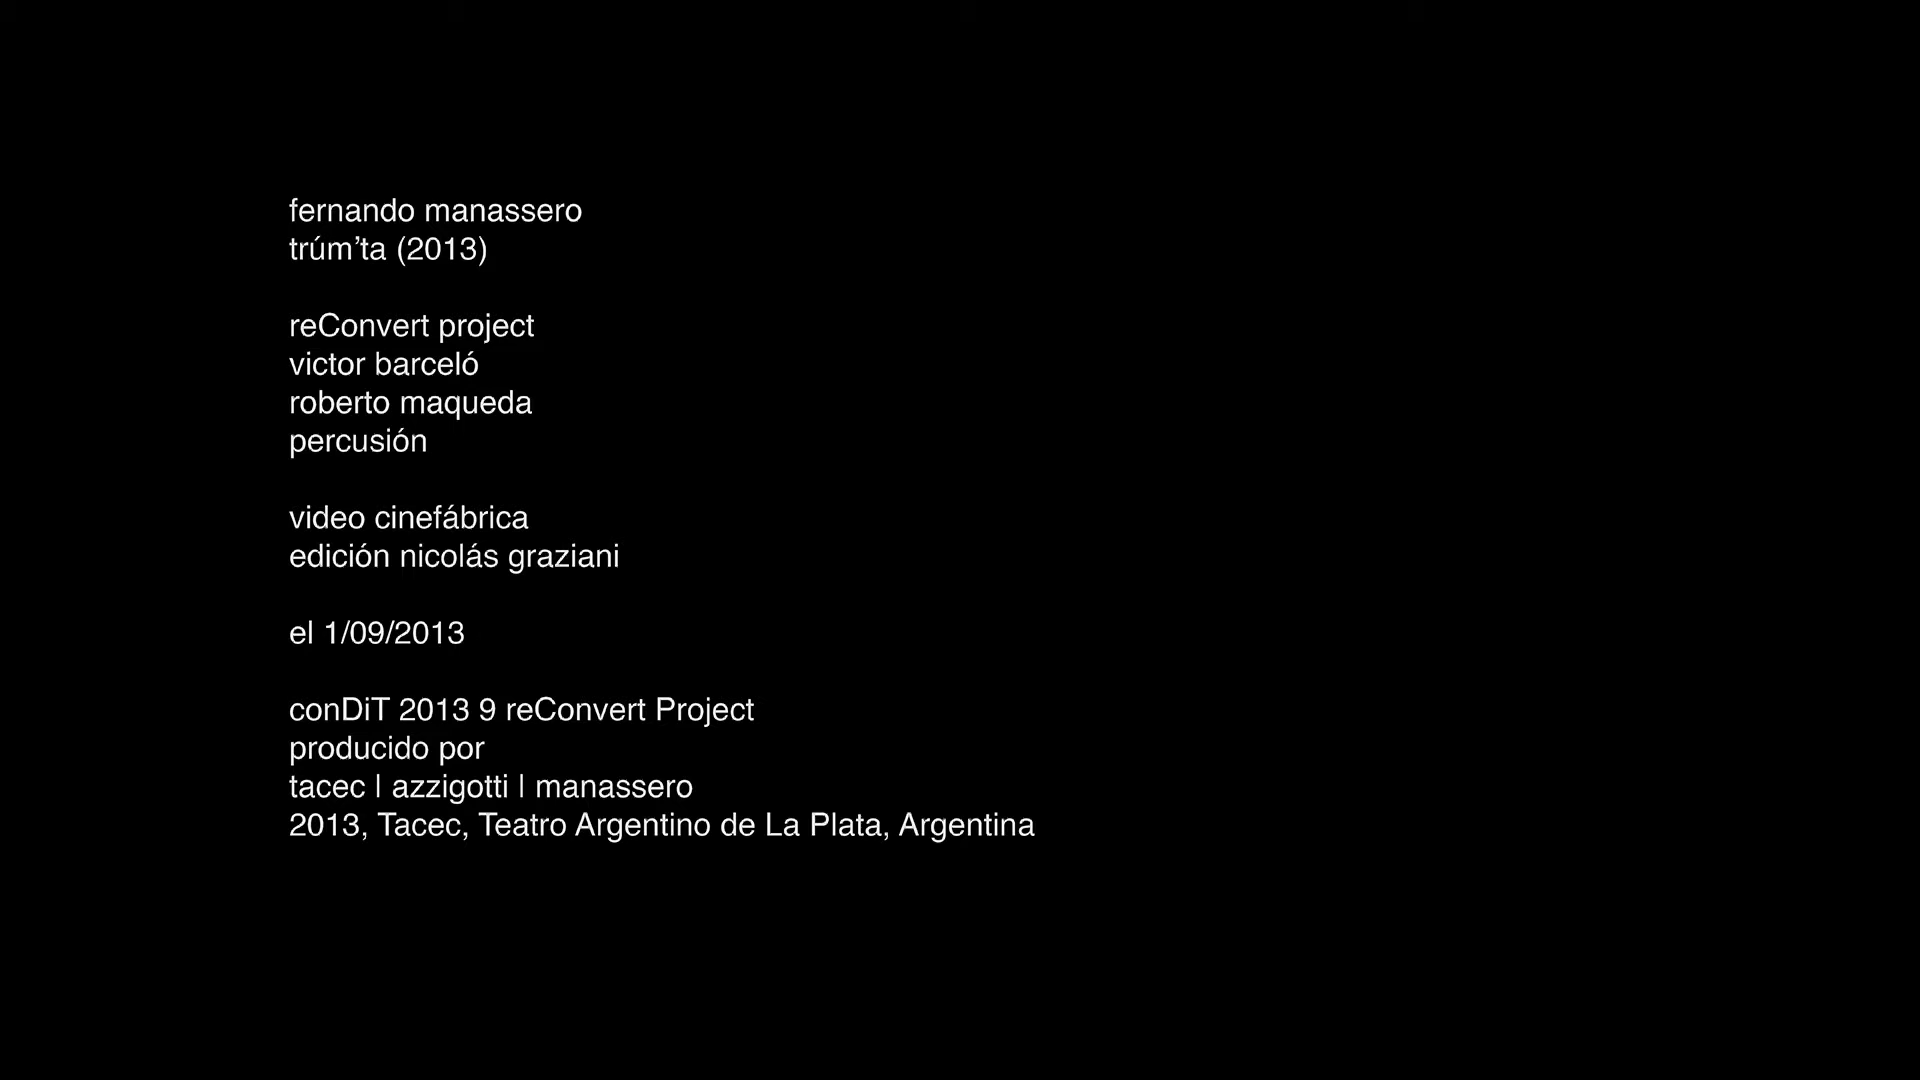 fernando manassero
trúm’ta (2013)
reConvert project
victor barceló
roberto maqueda
percusión
video cinefábrica
edición nicolás graziani
el 1/09/2013
conDiT 2013 9 reConvert Project
producido por
tacec | azzigotti | manassero
2013, Tacec, Teatro Argentino de La Plata, Argentina